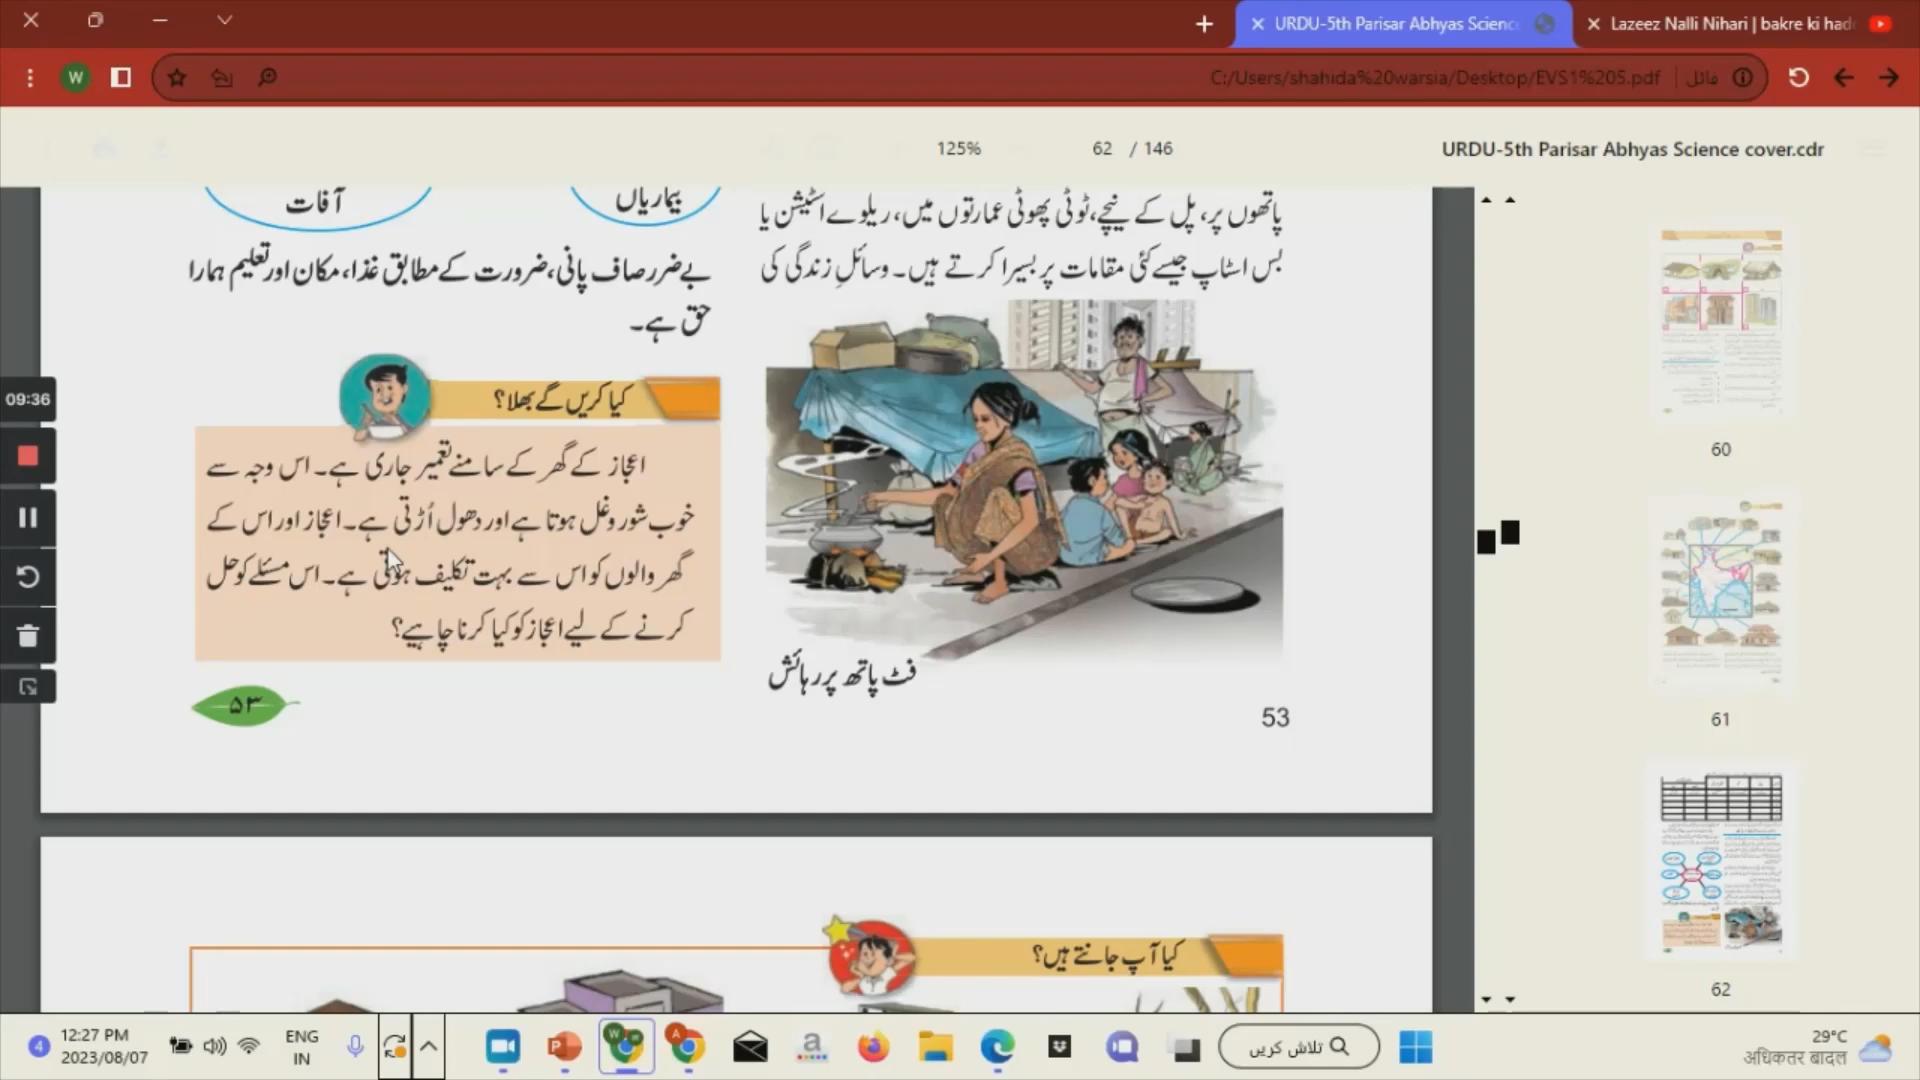 URDU-5th Parisar Abhyas Scienc
Lazeez Nalli Nihari | bakre ki had
W
C:/Users/shahida%20warsia/Desktop/EVS1%205.pdf
فائل
125%
62 / 146
URDU-5th Parisar Abhyas Science cover.cdr
پاتھوں پر، پل کے نیچے، ٹوٹی پھوٹی عمارتوں میں، ریلوے اسٹیشن یا
بس اسٹاپ جیسے کئی مقامات پر بسیرا کرتے ہیں۔ وسائلِ زندگی کی
فٹ پاتھ پر رہائش
53
بیماریاں
آفات
بے ضرر صاف پانی، ضرورت کے مطابق غذا، مکان اور تعلیم ہمارا
حق ہے۔
کیا کریں گے بھلا؟
اعجاز کے گھر کے سامنے تعمیر جاری ہے۔ اس وجہ سے
خوب شور و غل ہوتا ہے اور دھول اُڑتی ہے۔ اعجاز اور اس کے
گھر والوں کو اس سے بہت تکلیف ہوتی ہے۔ اس مسئلے کو حل
کرنے کے لیے اعجاز کو کیا کرنا چاہیے؟
۵۳
کیا آپ جانتے ہیں؟
09:36
60
61
62
4
12:27 PM
2023/08/07
ENG
IN
تلاش کریں
29°C
अधिकतर बादल